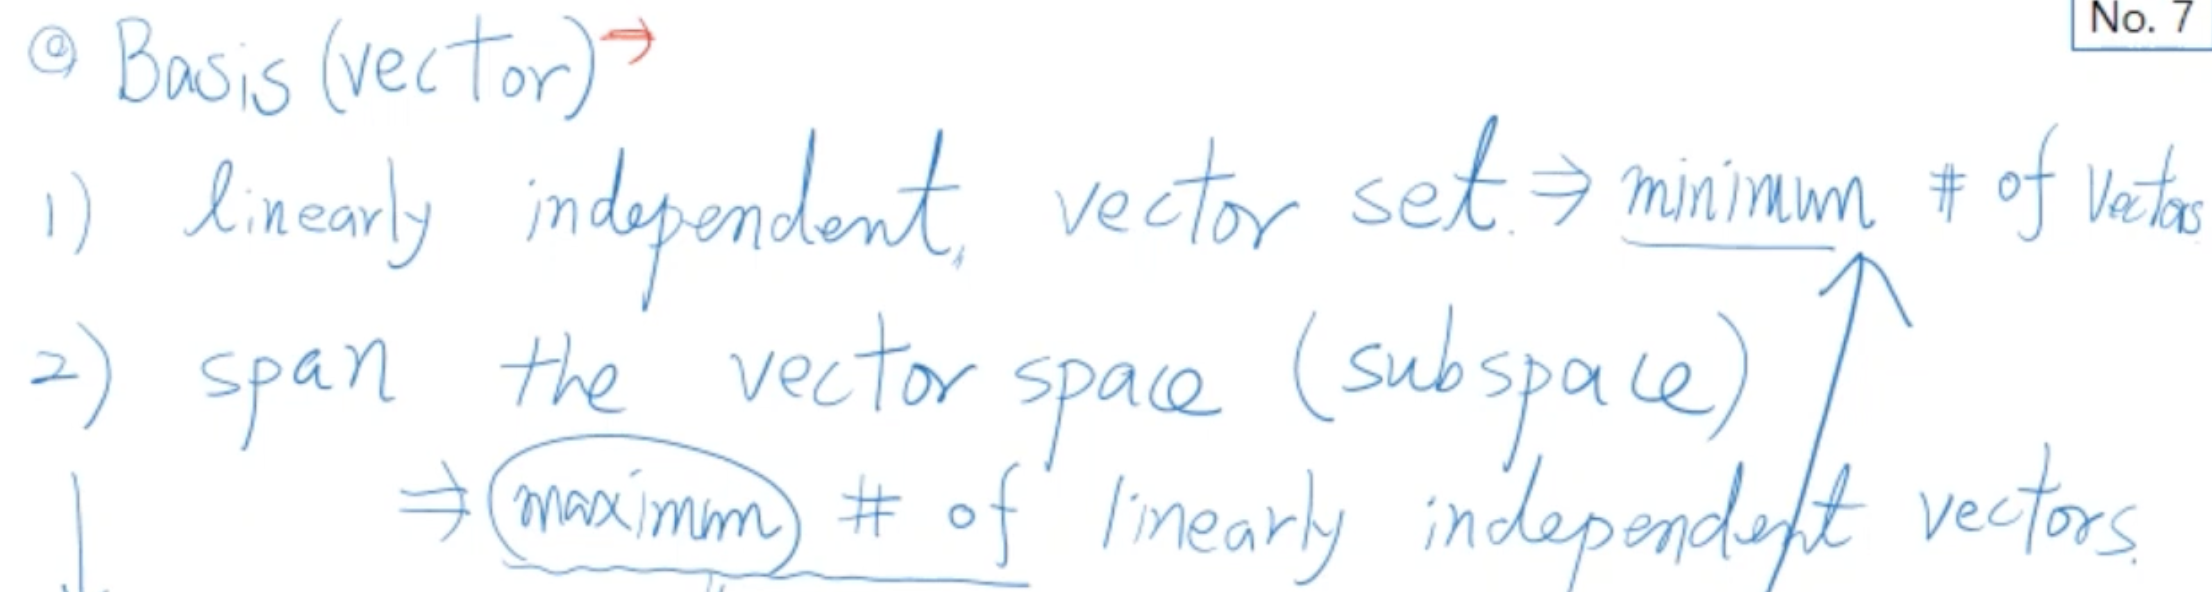 No. 7
@ Basis (vector) →
1) linearly independent, vector set. ⇒ minimum # of vectors
2) span the vector space (subspace)
⇒ maximum # of linearly independent vectors.